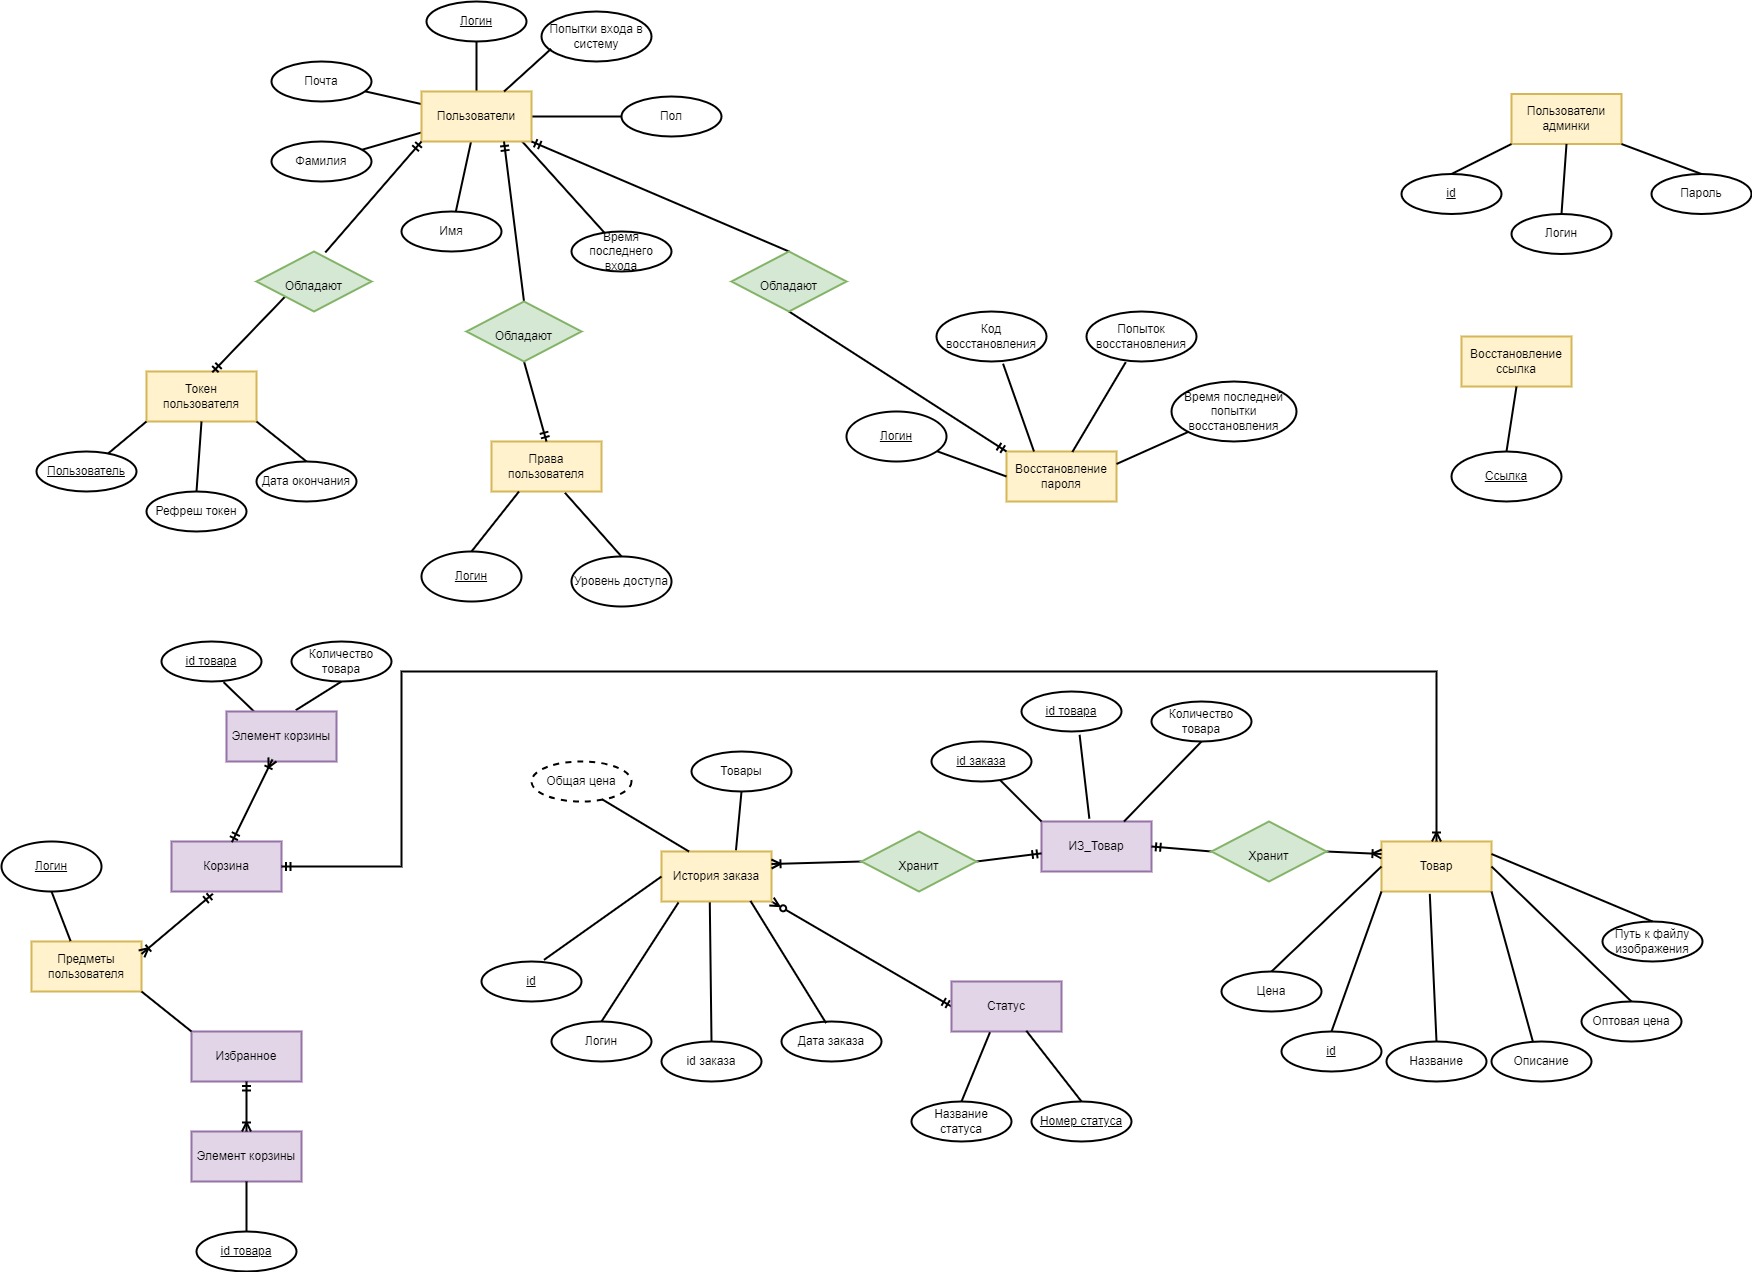 Логин
Попытки входа в
систему
Почта
Пользователи
Пол
Фамилия
Имя
Время
последнего
входа
Пользователи
админки
id
Логин
Пароль
Обладают
Обладают
Обладают
Код
восстановления
Попыток
восстановления
Время последней
попытки
восстановления
Логин
Восстановление
пароля
Восстановление
ссылка
Ссылка
Токен
пользователя
Пользователь
Рефреш токен
Дата окончания
Права
пользователя
Логин
Уровень доступа
id товара
Количество
товара
Элемент корзины
Корзина
Логин
Предметы
пользователя
Избранное
Элемент корзины
id товара
Общая цена
Товары
История заказа
id
Логин
id заказа
Дата заказа
Хранит
id заказа
id товара
Количество
товара
ИЗ_Товар
Хранит
Статус
Название
статуса
Номер статуса
Товар
Цена
id
Название
Описание
Оптовая цена
Путь к файлу
изображения